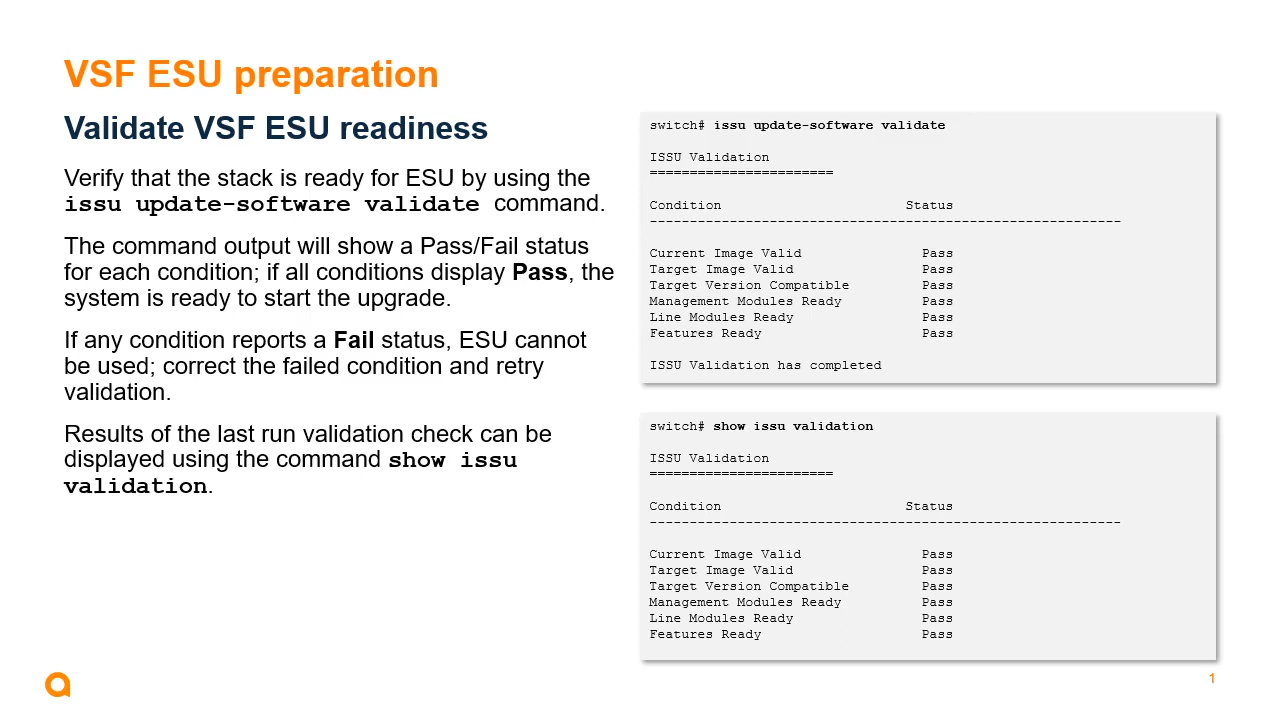 VSF ESU preparation
Validate VSF ESU readiness
Verify that the stack is ready for ESU by using the
issu update-software validate command.
The command output will show a Pass/Fail status
for each condition; if all conditions display Pass, the
system is ready to start the upgrade.
If any condition reports a Fail status, ESU cannot
be used; correct the failed condition and retry
validation.
Results of the last run validation check can be
displayed using the command show issu
validation.
switch# issu update-software validate
ISSU Validation
=======================
Condition Status
-----------------------------------------------------------
Current Image Valid Pass
Target Image Valid Pass
Target Version Compatible Pass
Management Modules Ready Pass
Line Modules Ready Pass
Features Ready Pass
ISSU Validation has completed
switch# show issu validation
ISSU Validation
=======================
Condition Status
-----------------------------------------------------------
Current Image Valid Pass
Target Image Valid Pass
Target Version Compatible Pass
Management Modules Ready Pass
Line Modules Ready Pass
Features Ready Pass
1